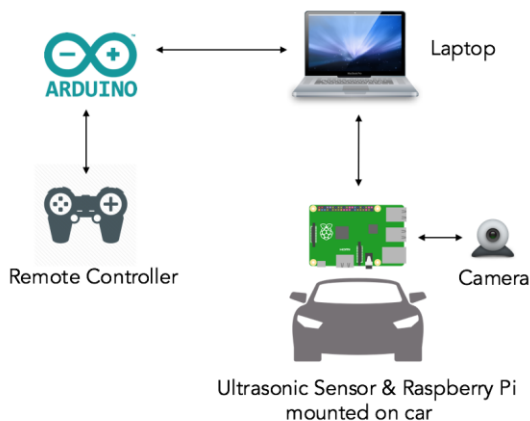 ARDUINO
Laptop
Remote Controller
Camera
Ultrasonic Sensor & Raspberry Pi
mounted on car